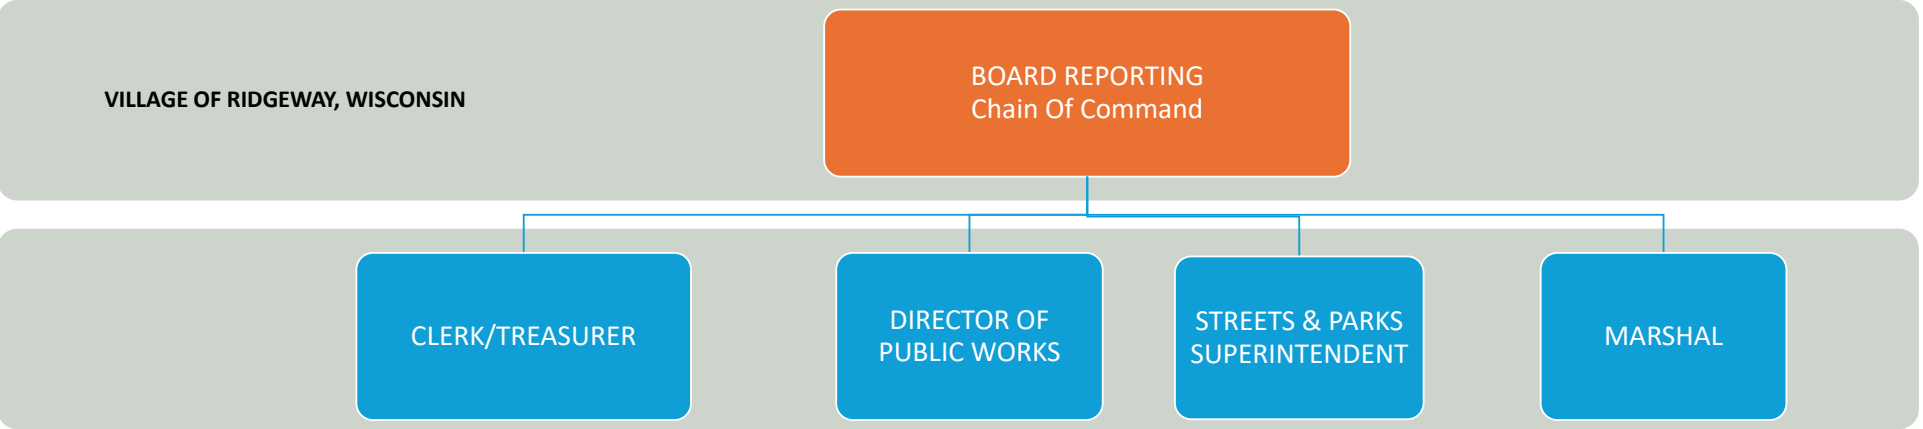 VILLAGE OF RIDGEWAY, WISCONSIN
BOARD REPORTING
Chain Of Command
CLERK/TREASURER
DIRECTOR OF
PUBLIC WORKS
STREETS & PARKS
SUPERINTENDENT
MARSHAL